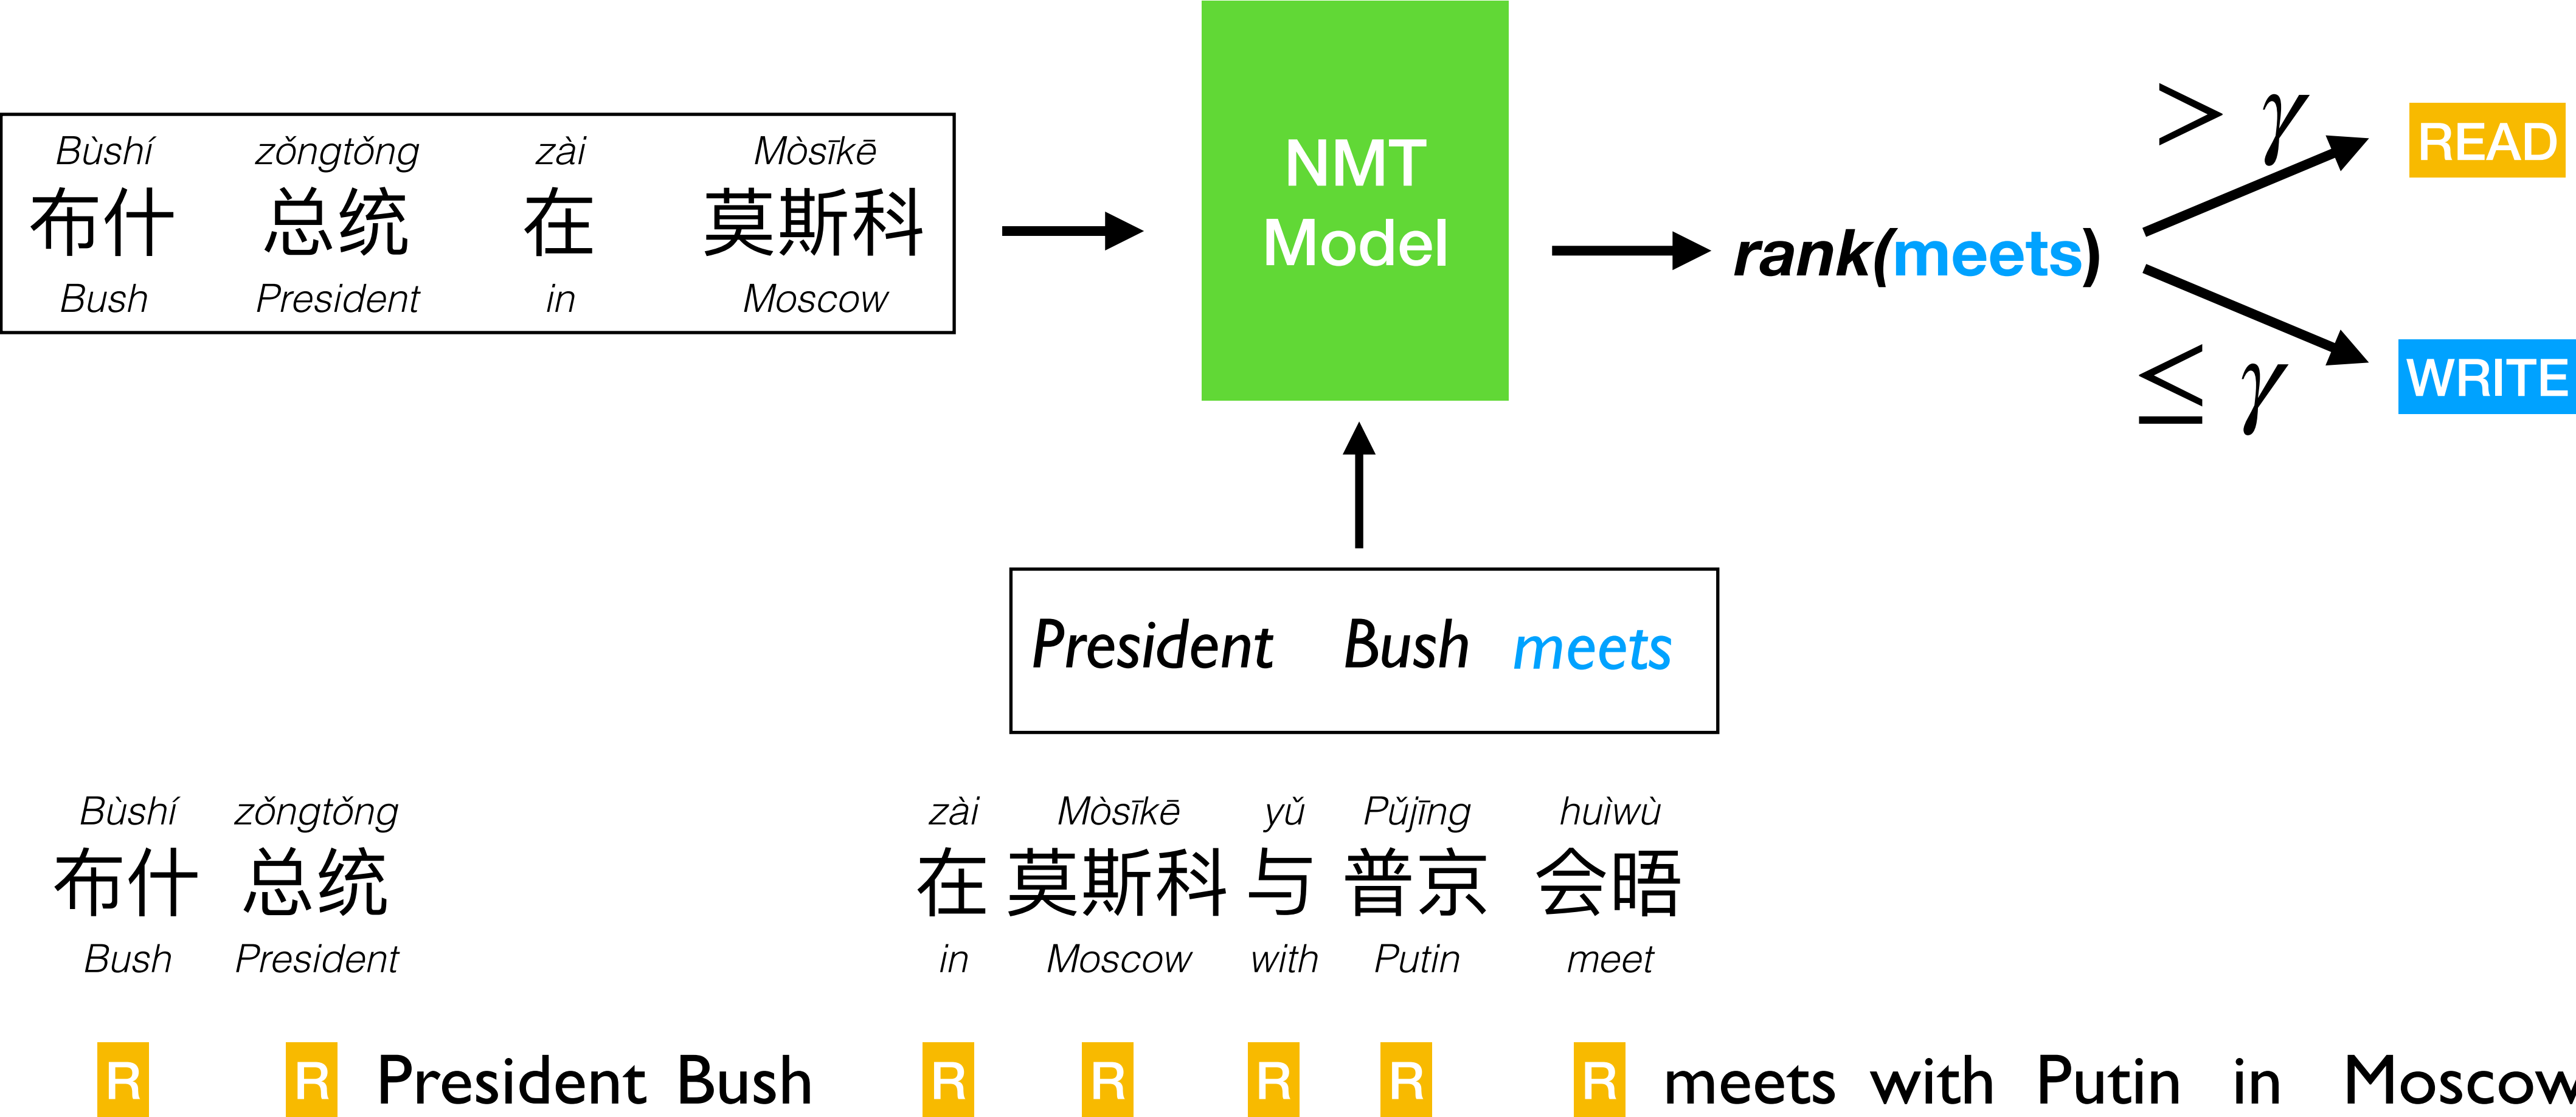 Bùshí zǒngtǒng zài Mòsīkē
布什 总统 在 莫斯科
Bush President in Moscow
NMT
Model
rank(meets)
> γ
READ
≤ γ
WRITE
President Bush meets
Bùshí zǒngtǒng zài Mòsīkē yǔ Pǔjīng huìwù
布什 总统 在 莫斯科 与 普京 会晤
Bush President in Moscow with Putin meet
R R President Bush R R R R R meets with Putin in Moscow